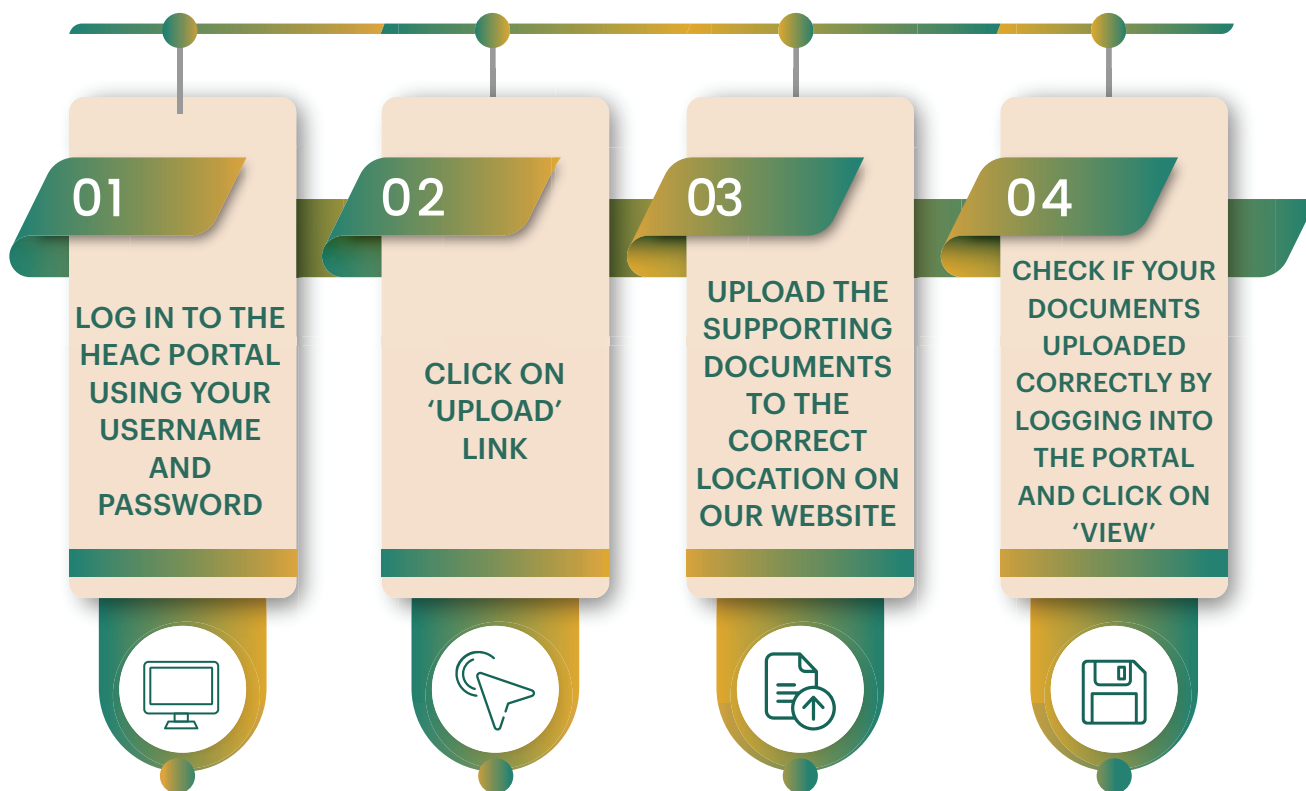 01
LOG IN TO THE
HEAC PORTAL
USING YOUR
USERNAME
AND
PASSWORD
02
CLICK ON
‘UPLOAD’
LINK
03
UPLOAD THE
SUPPORTING
DOCUMENTS
TO THE
CORRECT
LOCATION ON
OUR WEBSITE
04
CHECK IF YOUR
DOCUMENTS
UPLOADED
CORRECTLY BY
LOGGING INTO
THE PORTAL
AND CLICK ON
‘VIEW’